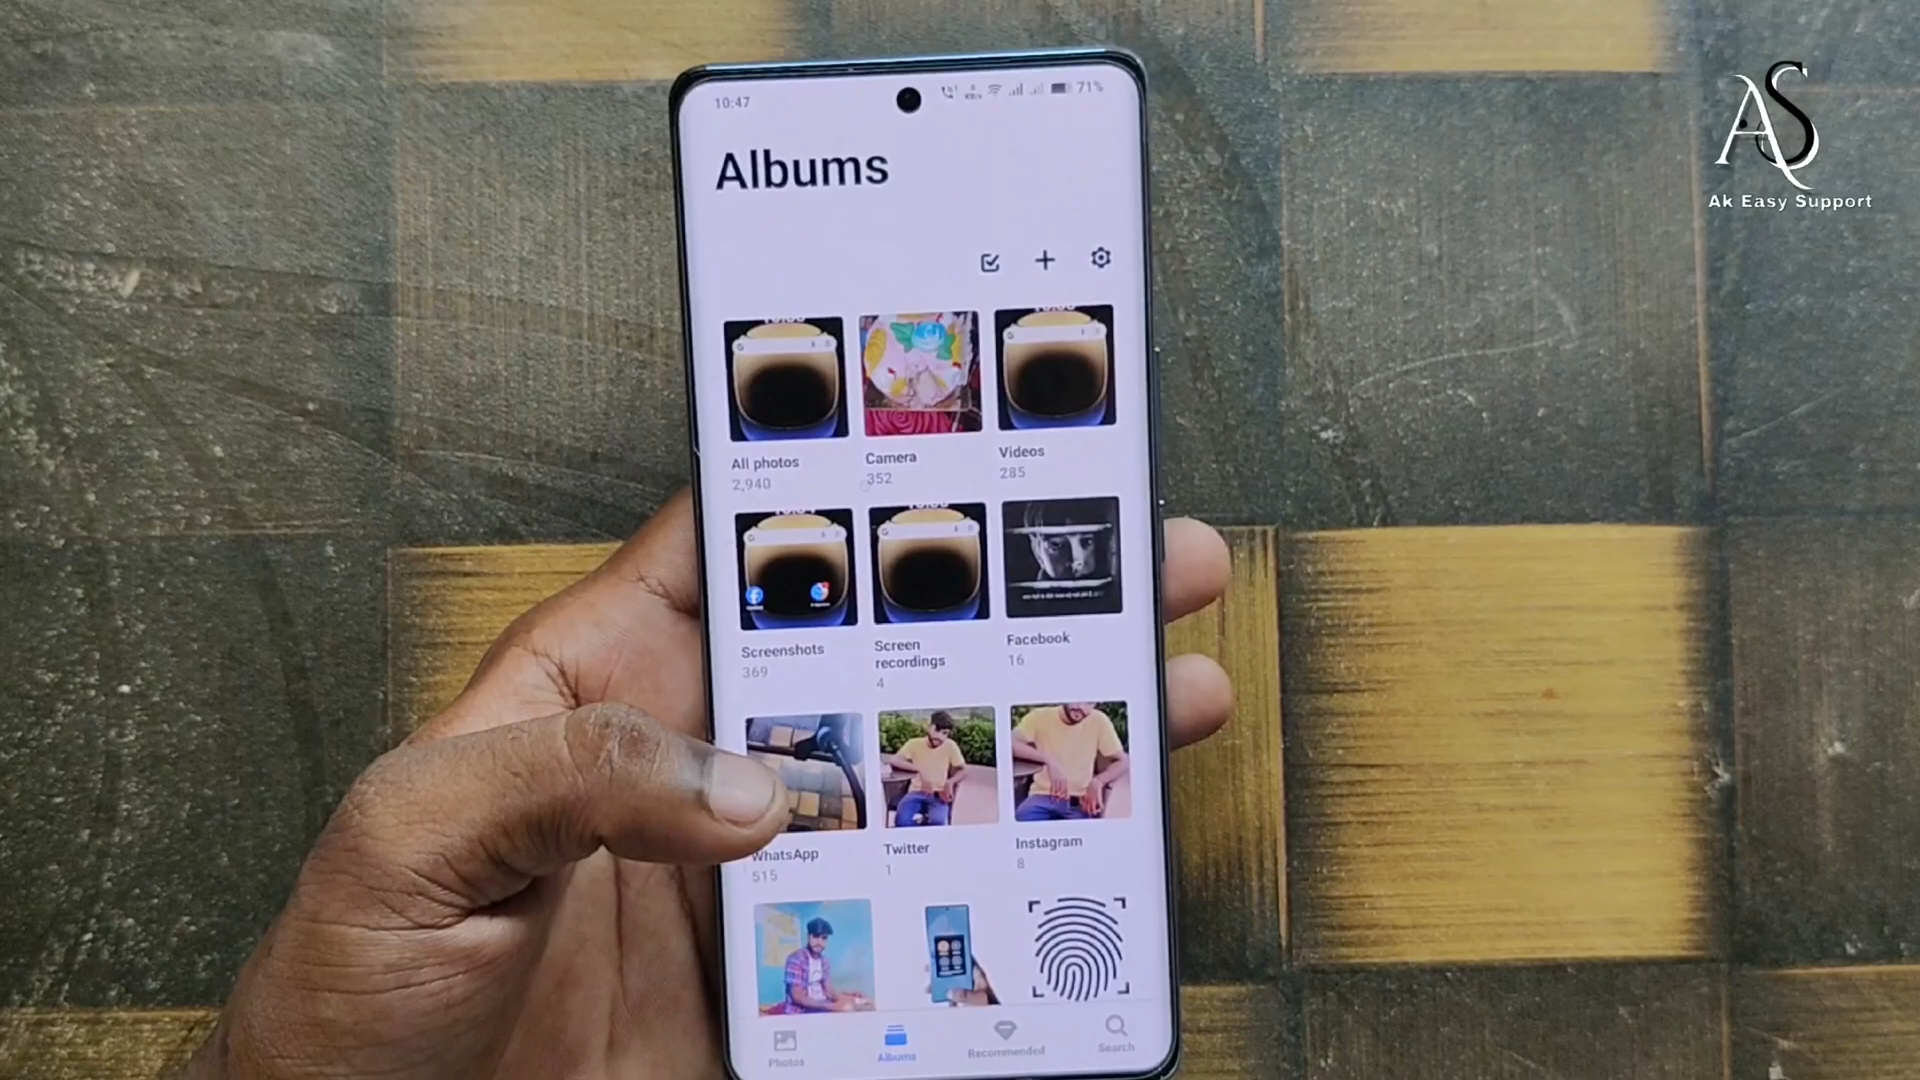 10:47
71%
Albums
AS
Ak Easy Support
All photos
2,940
Camera
352
Videos
285
Screenshots
369
Screen
recordings
4
Facebook
16
WhatsApp
515
Twitter
1
Instagram
8
Photos
Albums
Recommended
Search